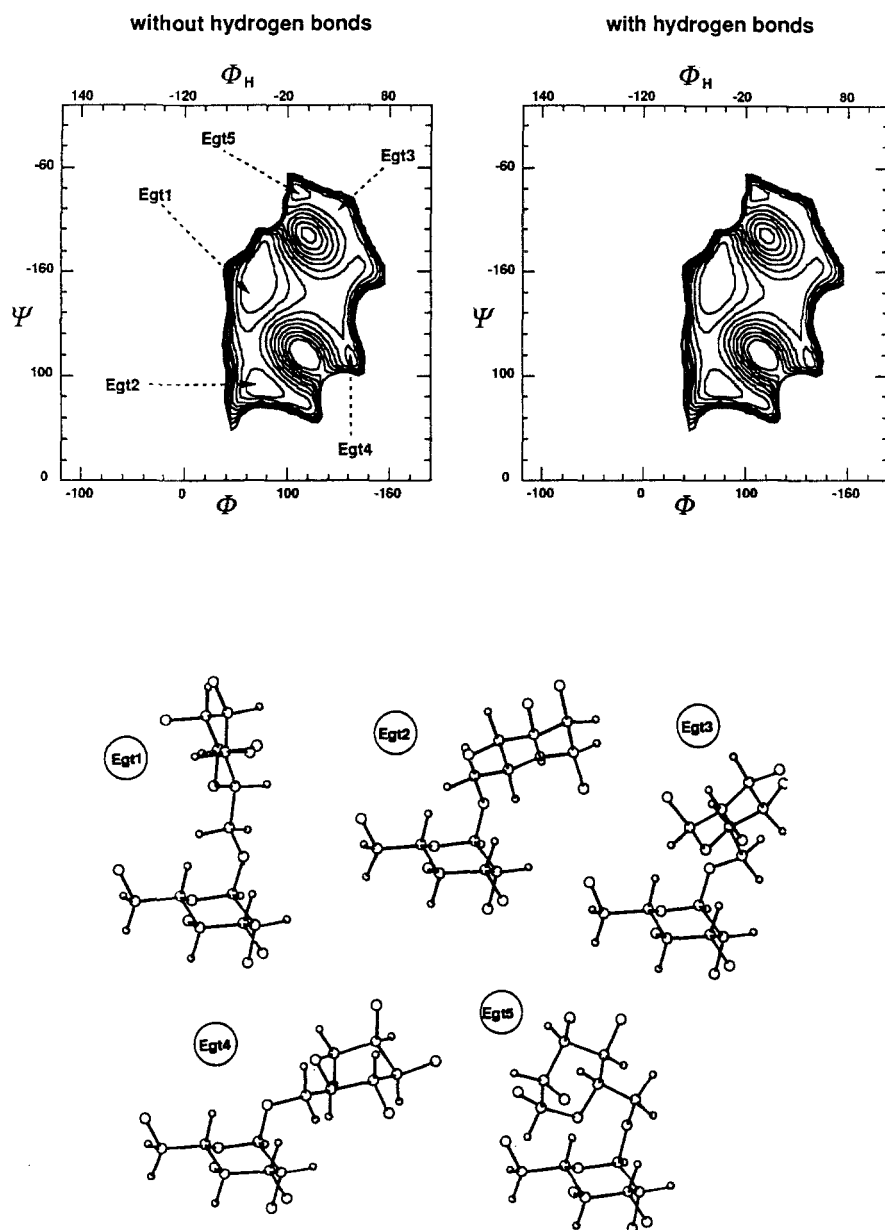 without hydrogen bonds
with hydrogen bonds
Φ_H
Φ_H
140 -120 -20 80
140 -120 -20 80
Egt5
Egt3
Egt1
-60
-60
-160
-160
Ψ
Ψ
100
100
Egt2
Egt4
0
0
-100 0 100 -160
-100 0 100 -160
Φ
Φ
Egt1
Egt2
Egt3
Egt4
Egt5